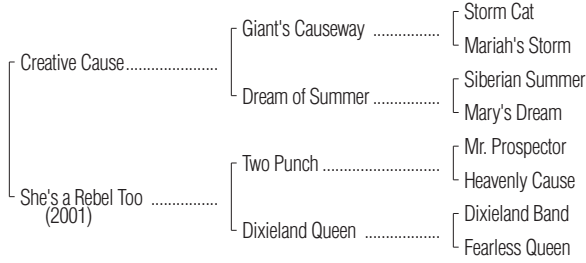 Storm Cat
Giant's Causeway ................
Mariah's Storm
Creative Cause......................
Siberian Summer
Dream of Summer ................
Mary's Dream
Mr. Prospector
Two Punch ............................
Heavenly Cause
She's a Rebel Too ................
(2001)
Dixieland Band
Dixieland Queen ..................
Fearless Queen